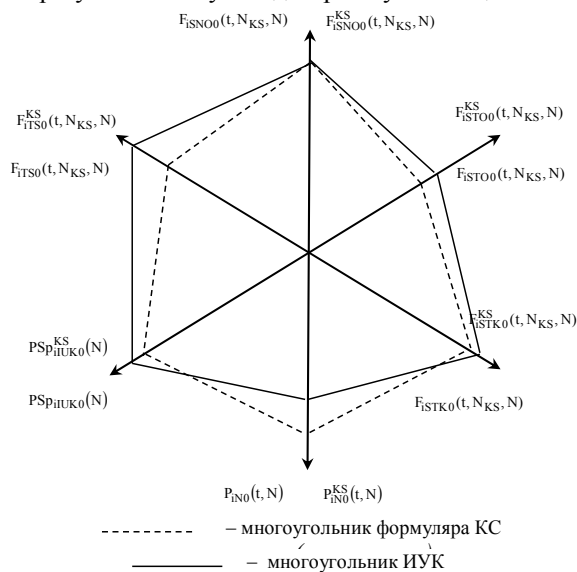 F_iSNO0(t, N_KS, N) F^KS_iSNO0(t, N_KS, N)
F^KS_iTS0(t, N_KS, N) F^KS_iSTO0(t, N_KS, N)
F_iTS0(t, N_KS, N) F_iSTO0(t, N_KS, N)
F^KS_iSTK0(t, N_KS, N)
PSp^KS_iIUK0(N)
PSp_iIUK0(N) F_iSTK0(t, N_KS, N)
P_iN0(t, N) P^KS_iN0(t, N)
– многоугольник формуляра КС
– многоугольник ИУК